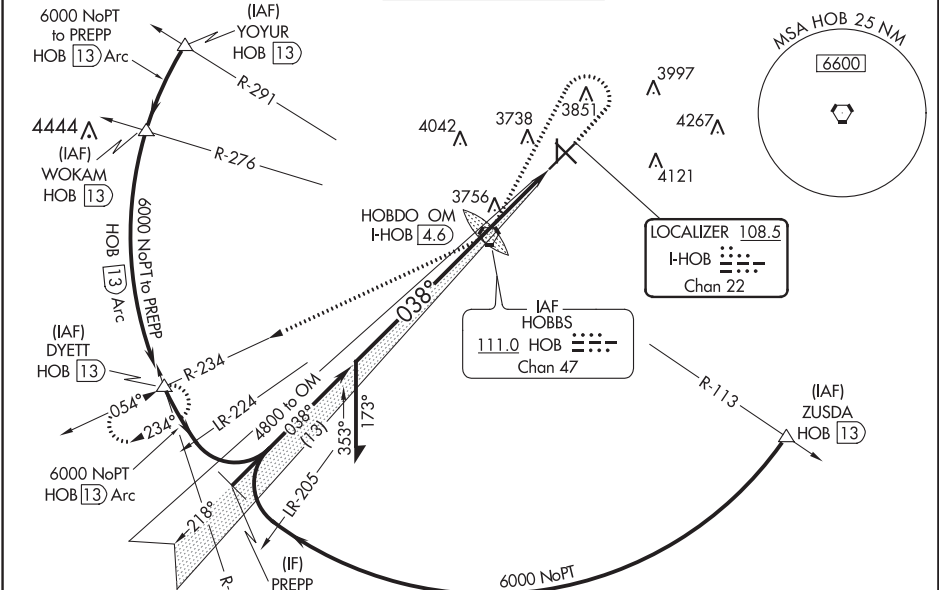 6000 NoPT
to PREPP
HOB 13 Arc
(IAF)
YOYUR
HOB 13
R-291
4444
(IAF)
WOKAM
HOB 13
R-276
6000 NoPT to PREPP
HOB 13 Arc
4042
3738
3851
3997
4267
4121
3756
MSA HOB 25 NM
6600
HOBDO OM
I-HOB 4.6
LOCALIZER 108.5
I-HOB
Chan 22
IAF
HOBBS
111.0 HOB
Chan 47
038°
(IAF)
DYETT
HOB 13
R-234
054°
234°
LR-224
4800 to OM
038°
(13)
353°
173°
6000 NoPT
HOB 13 Arc
218°
LR-205
R-
(IF)
PREPP
R-113
(IAF)
ZUSDA
HOB 13
6000 NoPT